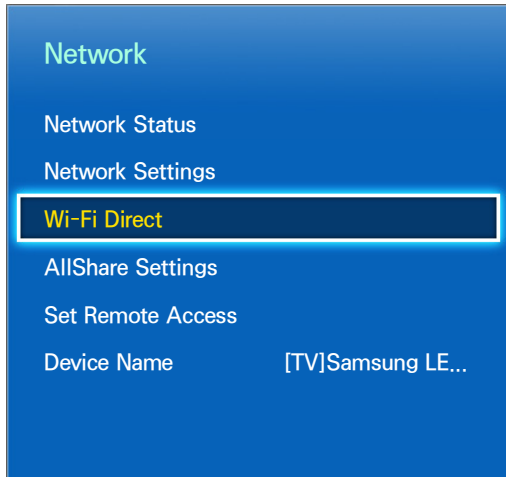 Network
Network Status
Network Settings
Wi-Fi Direct
AllShare Settings
Set Remote Access
Device Name [TV]Samsung LE...